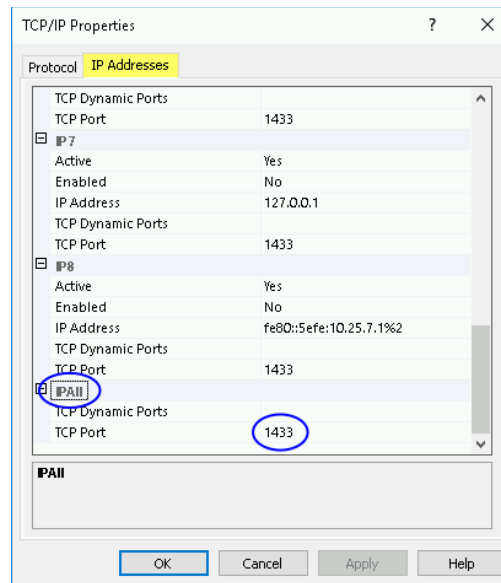 TCP/IP Properties ? ×
Protocol IP Addresses
TCP Dynamic Ports
TCP Port 1433
IP7
Active Yes
Enabled No
IP Address 127.0.0.1
TCP Dynamic Ports
TCP Port 1433
IP8
Active Yes
Enabled No
IP Address fe80::5efe:10.25.7.1%2
TCP Dynamic Ports
TCP Port 1433
IPAll
TCP Dynamic Ports
TCP Port 1433
IPAll
OK Cancel Apply Help